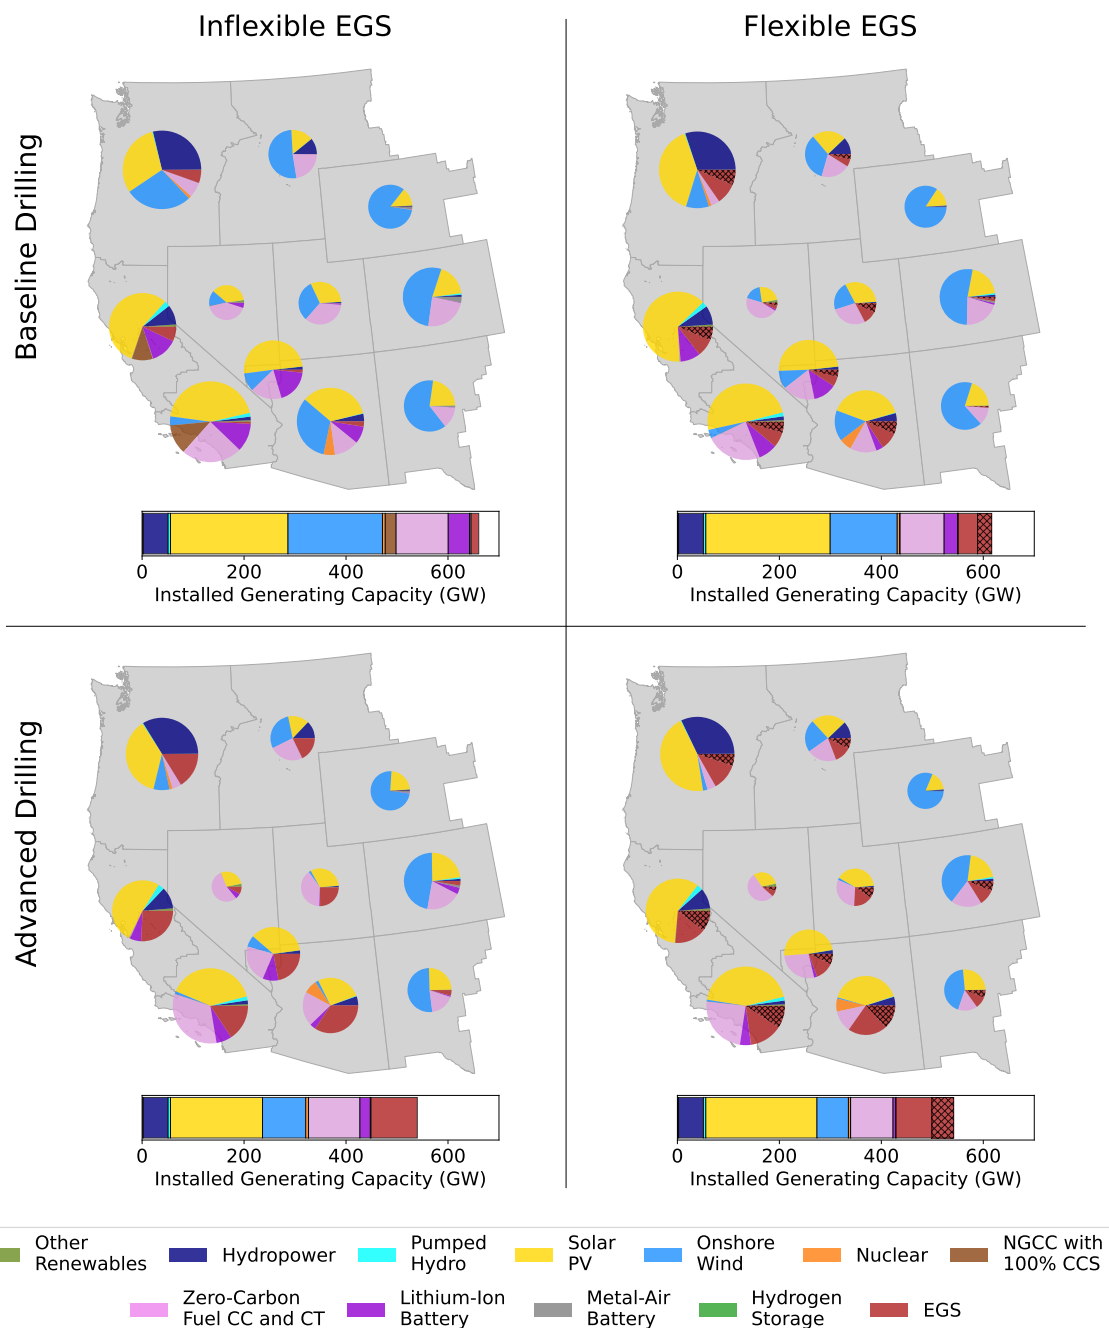 Inflexible EGS
Flexible EGS
Baseline Drilling
0 200 400 600
Installed Generating Capacity (GW)
0 200 400 600
Installed Generating Capacity (GW)
Advanced Drilling
0 200 400 600
Installed Generating Capacity (GW)
0 200 400 600
Installed Generating Capacity (GW)
Other
Renewables
Hydropower
Pumped
Hydro
Solar
PV
Onshore
Wind
Nuclear
NGCC with
100% CCS
Zero-Carbon
Fuel CC and CT
Lithium-Ion
Battery
Metal-Air
Battery
Hydrogen
Storage
EGS